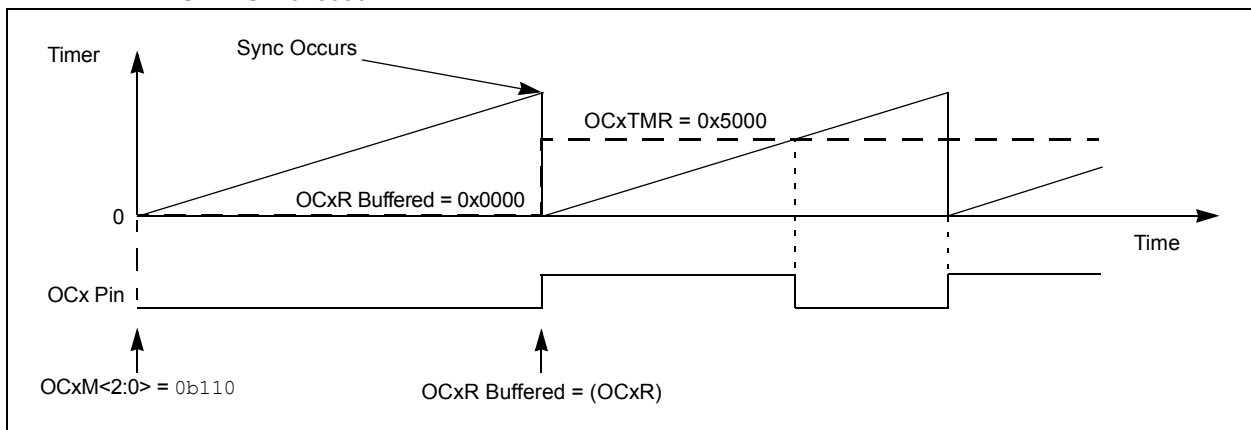 Sync Occurs
Timer
OCxTMR = 0x5000
OCxR Buffered = 0x0000
0
Time
OCx Pin
OCxM<2:0> = 0b110
OCxR Buffered = (OCxR)